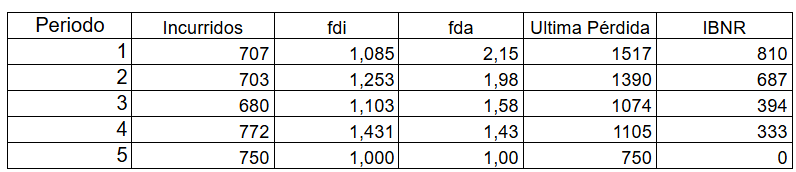 Periodo Incurridos fdi fda Ultima Pérdida IBNR
1 707 1,085 2,15 1517 810
2 703 1,253 1,98 1390 687
3 680 1,103 1,58 1074 394
4 772 1,431 1,43 1105 333
5 750 1,000 1,00 750 0